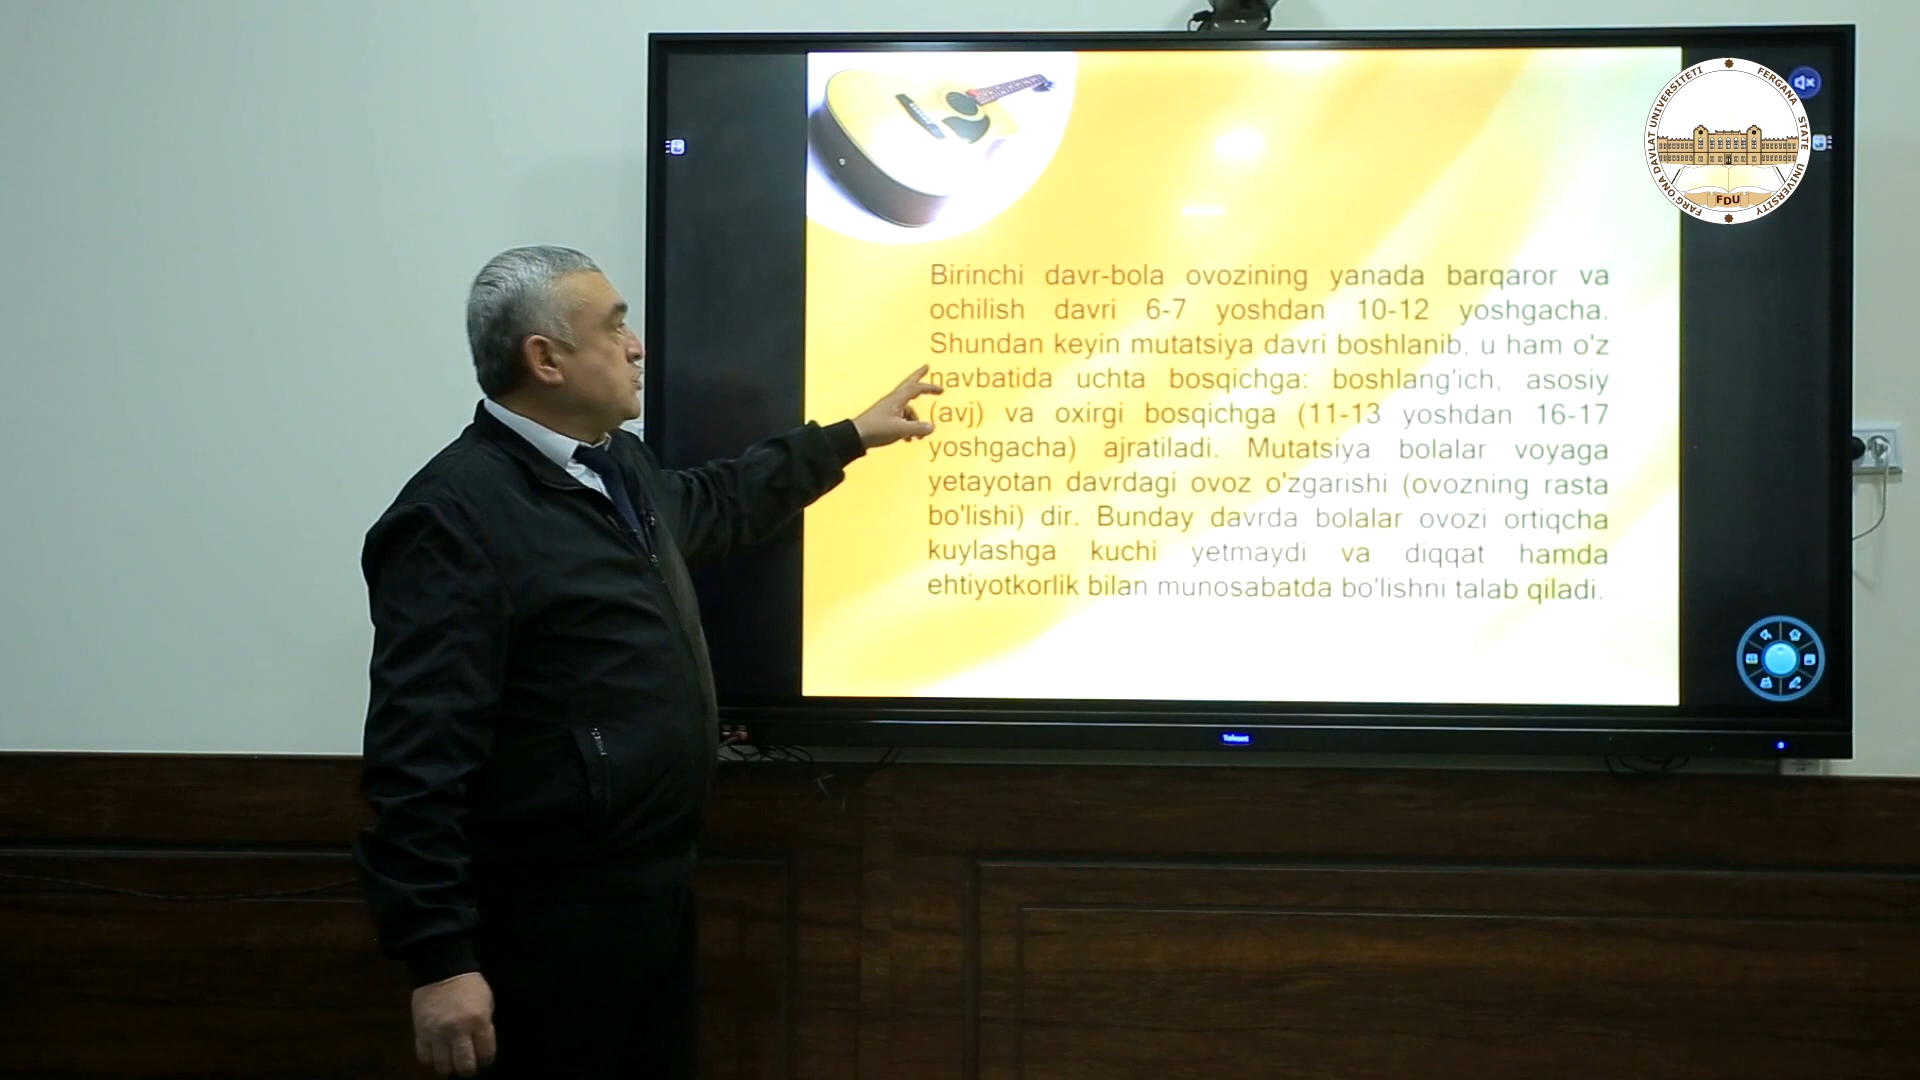 FARG'ONA DAVLAT UNIVERSITETI
FERGANA STATE UNIVERSITY
FDU
Birinchi davr-bola ovozining yanada barqaror va
ochilish davri 6-7 yoshdan 10-12 yoshgacha.
Shundan keyin mutatsiya davri boshlanib, u ham o'z
navbatida uchta bosqichga: boshlang'ich, asosiy
(avj) va oxirgi bosqichga (11-13 yoshdan 16-17
yoshgacha) ajratiladi. Mutatsiya bolalar voyaga
yetayotan davrdagi ovoz o'zgarishi (ovozning rasta
bo'lishi) dir. Bunday davrda bolalar ovozi ortiqcha
kuylashga kuchi yetmaydi va diqqat hamda
ehtiyotkorlik bilan munosabatda bo'lishni talab qiladi.